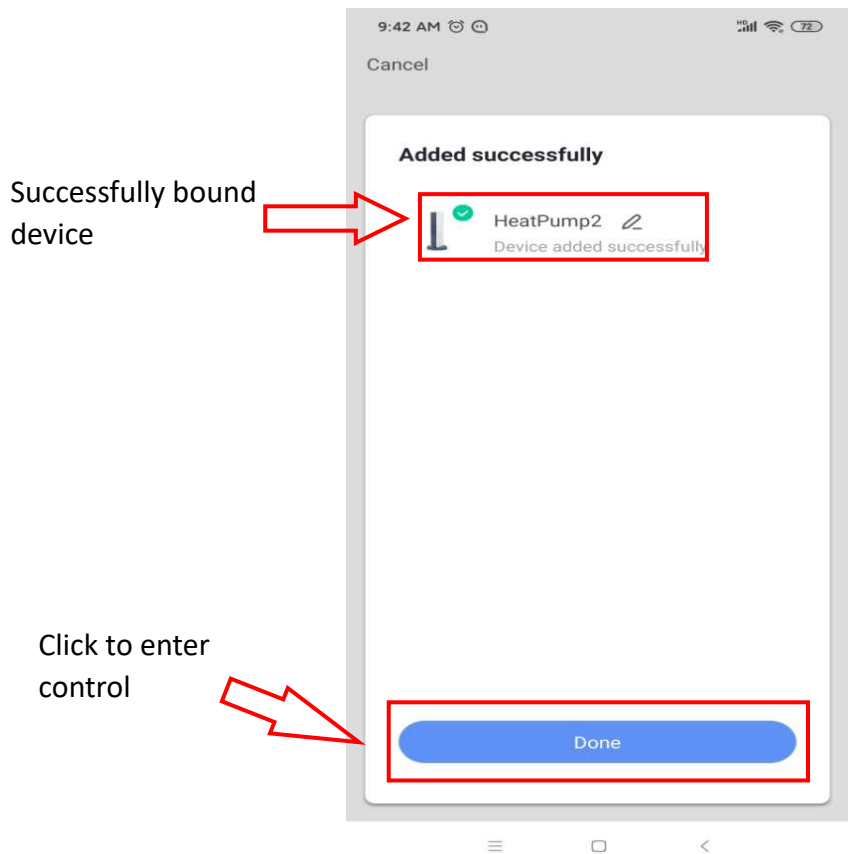 9:42 AM
HD 72
Cancel
Added successfully
Successfully bound
device
HeatPump2
Device added successfully
Click to enter
control
Done